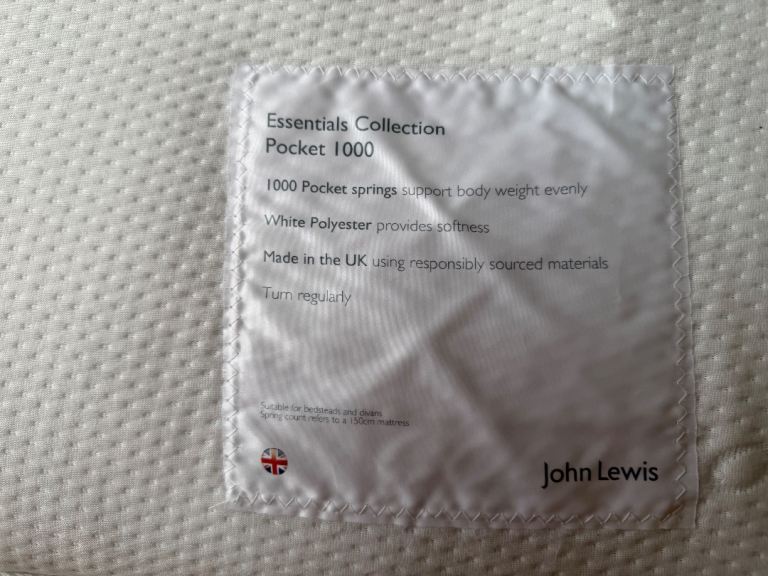 Essentials Collection
Pocket 1000
1000 Pocket springs support body weight evenly
White Polyester provides softness
Made in the UK using responsibly sourced materials
Turn regularly
Suitable for bedsteads and divans
Spring count refers to a 150cm mattress
John Lewis